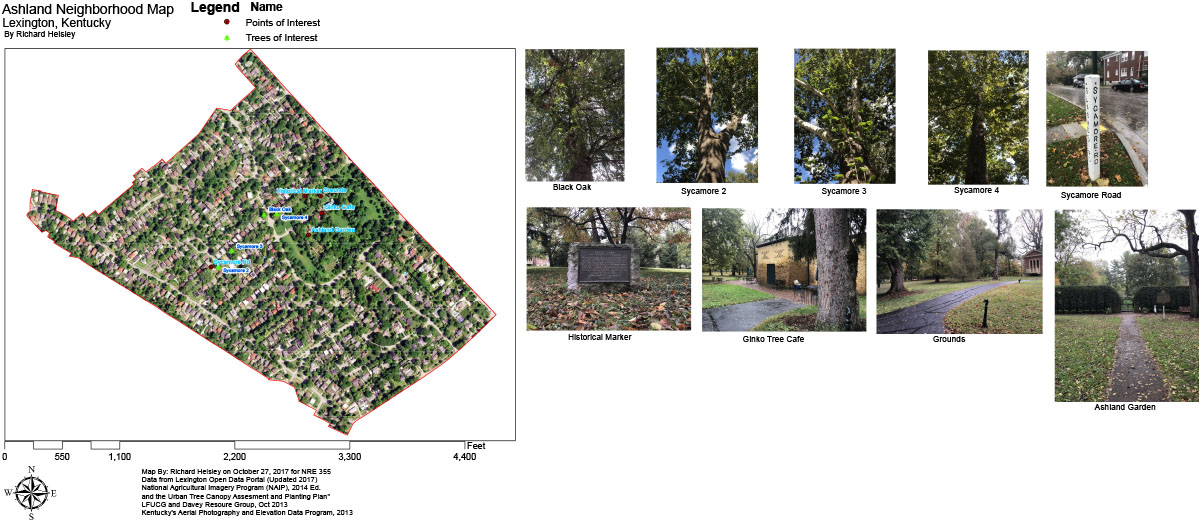 Ashland Neighborhood Map
Lexington, Kentucky
By Richard Helsley
Legend
Name
Points of Interest
Trees of Interest
Historical Marker
Grounds
Ginko Cafe
Black Oak
Sycamore 4
Ashland Garden
Sycamore 3
Sycamore 2
0 550 1,100 2,200 3,300 4,400
Feet
N
W E
S
Map By: Richard Helsley on October 27, 2017 for NRE 355
Data from Lexington Open Data Portal (Updated 2017)
National Agricultural Imagery Program (NAIP), 2014 Ed.
and the Urban Tree Canopy Assesment and Planting Plan"
LFUCG and Davey Resoure Group, Oct 2013
Kentucky's Aerial Photography and Elevation Data Program, 2013
Black Oak
Sycamore 2
Sycamore 3
Sycamore 4
SYCAMORE RD
Sycamore Road
Historical Marker
Ginko Tree Cafe
Grounds
Ashland Garden